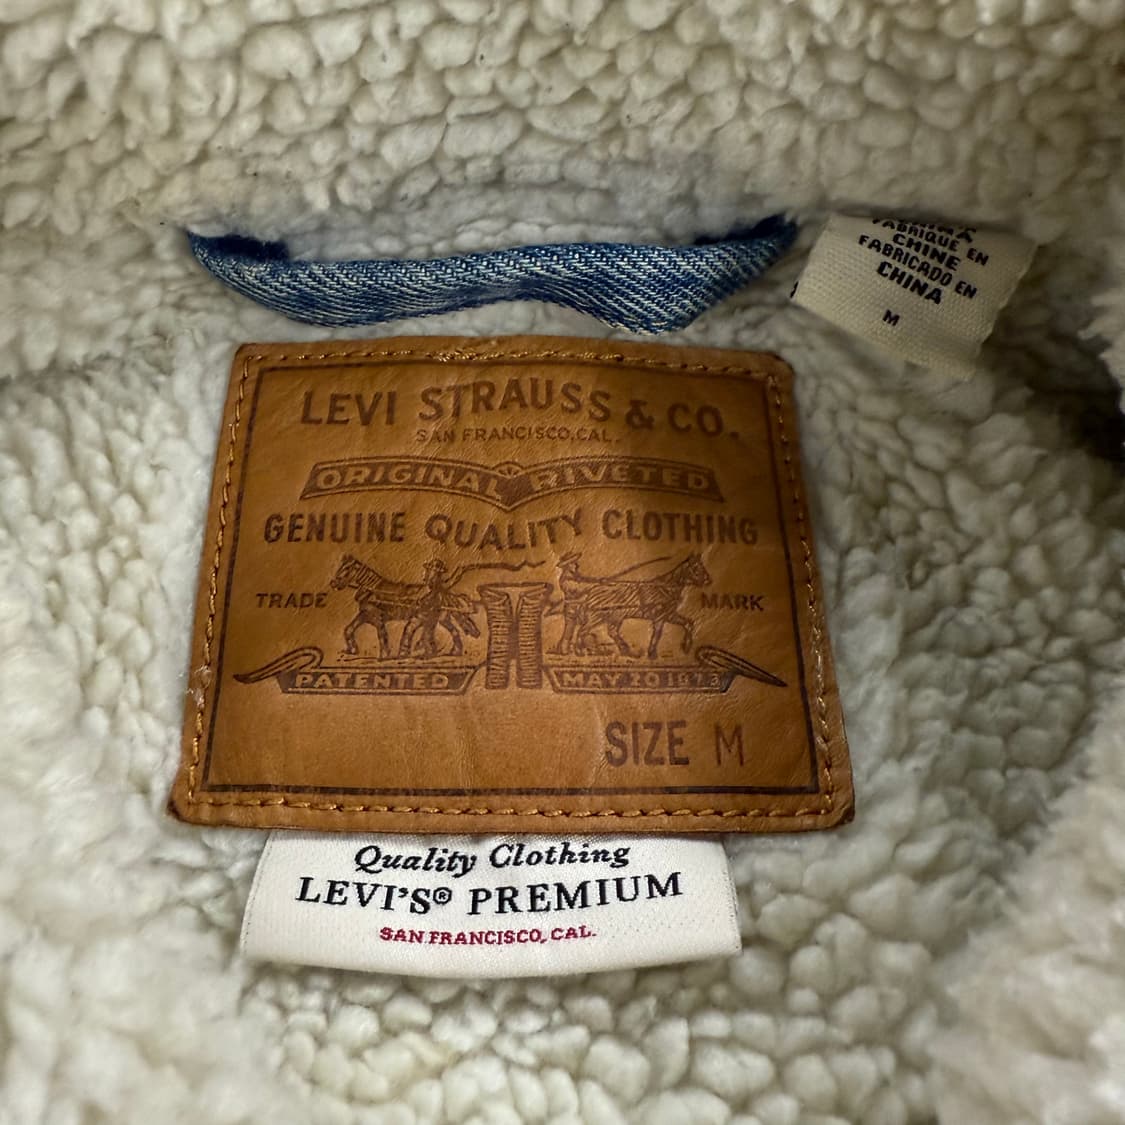 FABRIQUE EN
CHINE
FABRICADO EN
CHINA
M
LEVI STRAUSS & CO.
SAN FRANCISCO, CAL.
ORIGINAL RIVETED
GENUINE QUALITY CLOTHING
TRADE MARK
PATENTED MAY 20 1873
SIZE M
Quality Clothing
LEVI'S® PREMIUM
SAN FRANCISCO, CAL.